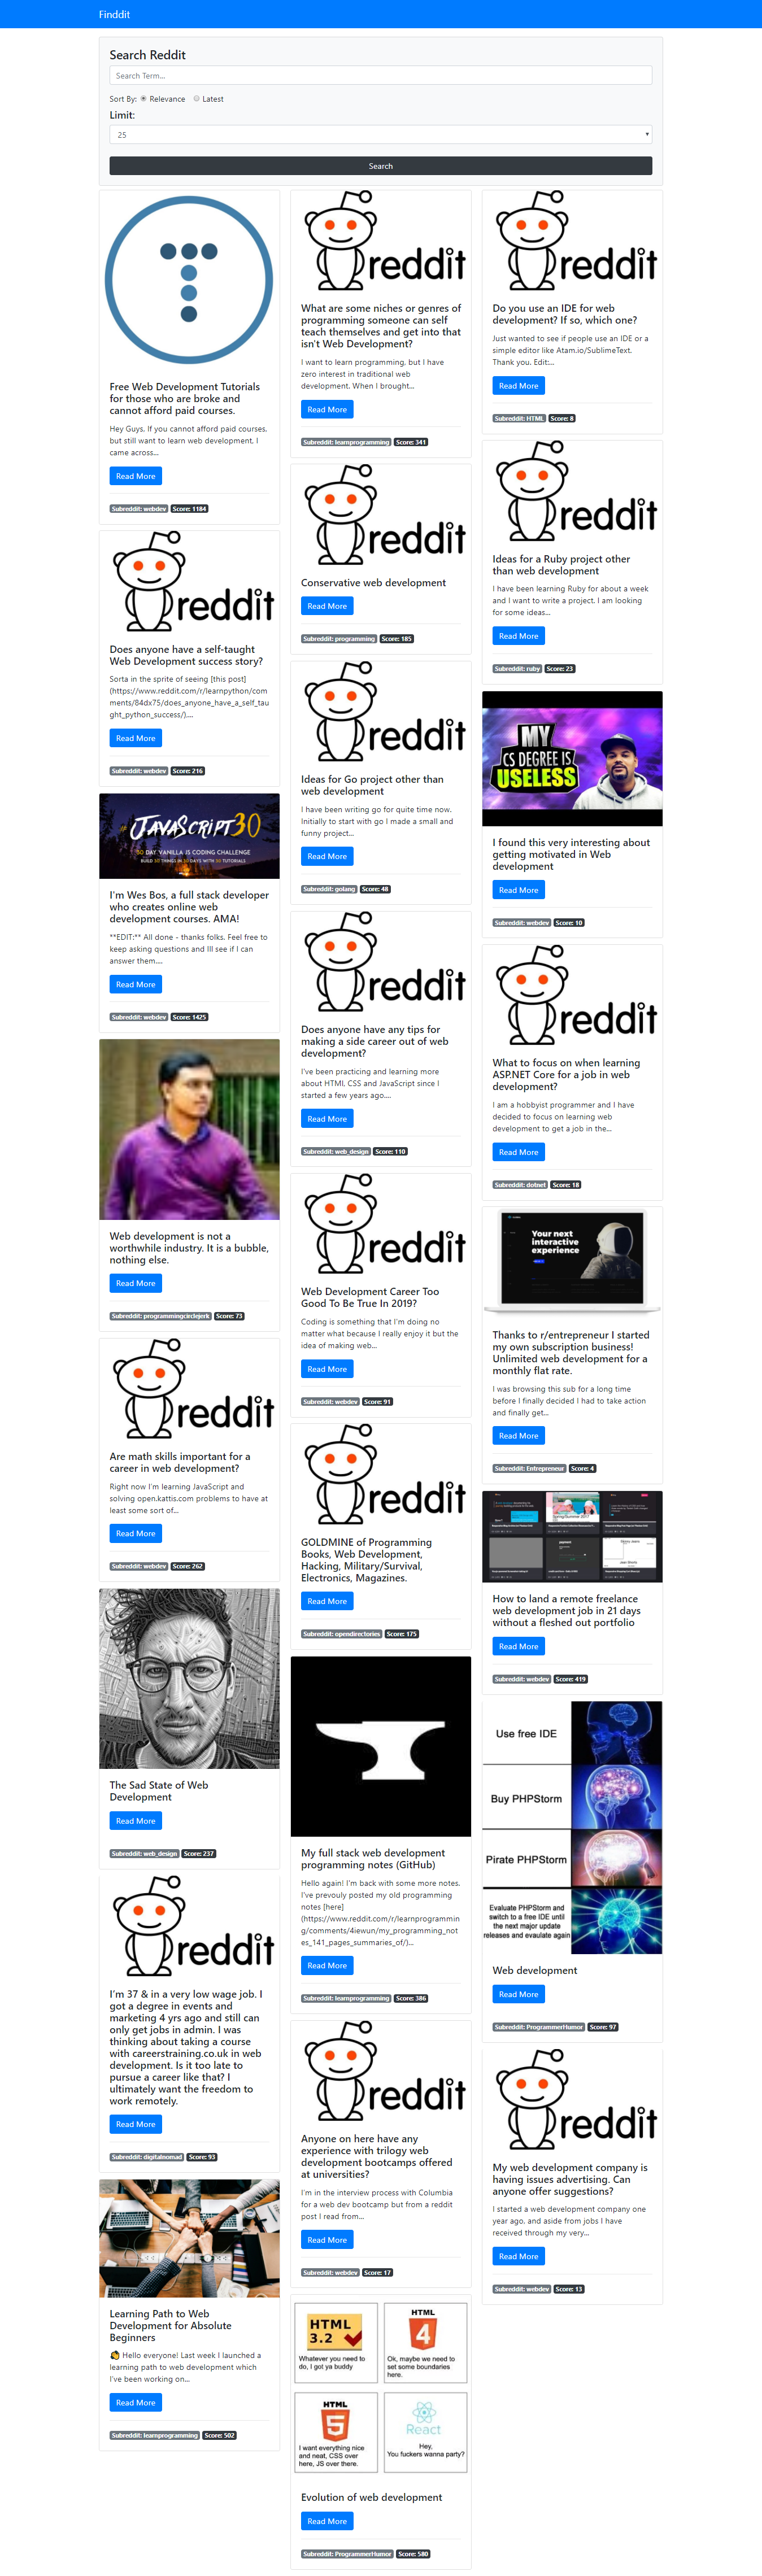 Finddit
Search Reddit
Search Term...
Sort By: Relevance Latest
Limit:
25
Search
Free Web Development Tutorials
for those who are broke and
cannot afford paid courses.
Hey Guys, If you cannot afford paid courses,
but still want to learn web development, I
came across...
Read More
Subreddit: webdev Score: 1184
reddit
Does anyone have a self-taught
Web Development success story?
Sorta in the sprite of seeing [this post]
(https://www.reddit.com/r/learnpython/com
ments/84dx75/does_anyone_have_a_self_tau
ght_python_success/)....
Read More
Subreddit: webdev Score: 216
#JAVASCRIPT30
30 DAY VANILLA JS CODING CHALLENGE
BUILD 30 THINGS IN 30 DAYS WITH 30 TUTORIALS
I'm Wes Bos, a full stack developer
who creates online web
development courses. AMA!
**EDIT:** All done - thanks folks. Feel free to
keep asking questions and Ill see if I can
answer them....
Read More
Subreddit: webdev Score: 1425
Web development is not a
worthwhile industry. It is a bubble,
nothing else.
Read More
Subreddit: programmingcirclejerk Score: 73
reddit
Are math skills important for a
career in web development?
Right now I'm learning JavaScript and
solving open.kattis.com problems to have at
least some sort of...
Read More
Subreddit: webdev Score: 262
The Sad State of Web
Development
Read More
Subreddit: web_design Score: 237
reddit
I'm 37 & in a very low wage job. I
got a degree in events and
marketing 4 yrs ago and still can
only get jobs in admin. I was
thinking about taking a course
with careerstraining.co.uk in web
development. Is it too late to
pursue a career like that? I
ultimately want the freedom to
work remotely.
Read More
Subreddit: digitalnomad Score: 93
Learning Path to Web
Development for Absolute
Beginners
👏 Hello everyone! Last week I launched a
learning path to web development which
I've been working on...
Read More
Subreddit: learnprogramming Score: 502
reddit
What are some niches or genres of
programming someone can self
teach themselves and get into that
isn't Web Development?
I want to learn programming, but I have
zero interest in traditional web
development. When I brought...
Read More
Subreddit: learnprogramming Score: 341
reddit
Conservative web development
Read More
Subreddit: programming Score: 185
reddit
Ideas for Go project other than
web development
I have been writing go for quite time now.
Initially to start with go I made a small and
funny project...
Read More
Subreddit: golang Score: 48
reddit
Does anyone have any tips for
making a side career out of web
development?
I've been practicing and learning more
about HTMl, CSS and JavaScript since I
started a few years ago....
Read More
Subreddit: web_design Score: 110
reddit
Web Development Career Too
Good To Be True In 2019?
Coding is something that I'm doing no
matter what because I really enjoy it but the
idea of making web...
Read More
Subreddit: webdev Score: 91
reddit
GOLDMINE of Programming
Books, Web Development,
Hacking, Military/Survival,
Electronics, Magazines.
Read More
Subreddit: opendirectories Score: 175
My full stack web development
programming notes (GitHub)
Hello again! I'm back with some more notes.
I've prevouly posted my old programming
notes [here]
(https://www.reddit.com/r/learnprogrammin
g/comments/4iewun/my_programming_not
es_141_pages_summaries_of/)...
Read More
Subreddit: learnprogramming Score: 386
reddit
Anyone on here have any
experience with trilogy web
development bootcamps offered
at universities?
I'm in the interview process with Columbia
for a web dev bootcamp but from a reddit
post I read from...
Read More
Subreddit: webdev Score: 17
HTML
3.2
Whatever you need to
do, I got ya buddy
HTML
4
Ok, maybe we need to
set some boundaries
here.
HTML
5
I want everything nice
and neat, CSS over
here, JS over there.
React
Hey,
You fuckers wanna party?
Evolution of web development
Read More
Subreddit: ProgrammerHumor Score: 580
reddit
Do you use an IDE for web
development? If so, which one?
Just wanted to see if people use an IDE or a
simple editor like Atam.io/SublimeText.
Thank you. Edit:...
Read More
Subreddit: HTML Score: 8
reddit
Ideas for a Ruby project other
than web development
I have been learning Ruby for about a week
and I want to write a project. I am looking
for some ideas...
Read More
Subreddit: ruby Score: 23
MY
CS DEGREE IS
USELESS
I found this very interesting about
getting motivated in Web
development
Read More
Subreddit: webdev Score: 10
reddit
What to focus on when learning
ASP.NET Core for a job in web
development?
I am a hobbyist programmer and I have
decided to focus on learning web
development to get a job in the...
Read More
Subreddit: dotnet Score: 18
Your next
interactive
experience
Thanks to r/entrepreneur I started
my own subscription business!
Unlimited web development for a
monthly flat rate.
I was browsing this sub for a long time
before I finally decided I had to take action
and finally get...
Read More
Subreddit: Entrepreneur Score: 4
How to land a remote freelance
web development job in 21 days
without a fleshed out portfolio
Read More
Subreddit: webdev Score: 419
Use free IDE
Buy PHPStorm
Pirate PHPStorm
Evaluate PHPStorm and
switch to a free IDE until
the next major update
releases and evaulate again
Web development
Read More
Subreddit: ProgrammerHumor Score: 97
reddit
My web development company is
having issues advertising. Can
anyone offer suggestions?
I started a web development company one
year ago, and aside from jobs I have
received through my very...
Read More
Subreddit: webdev Score: 13